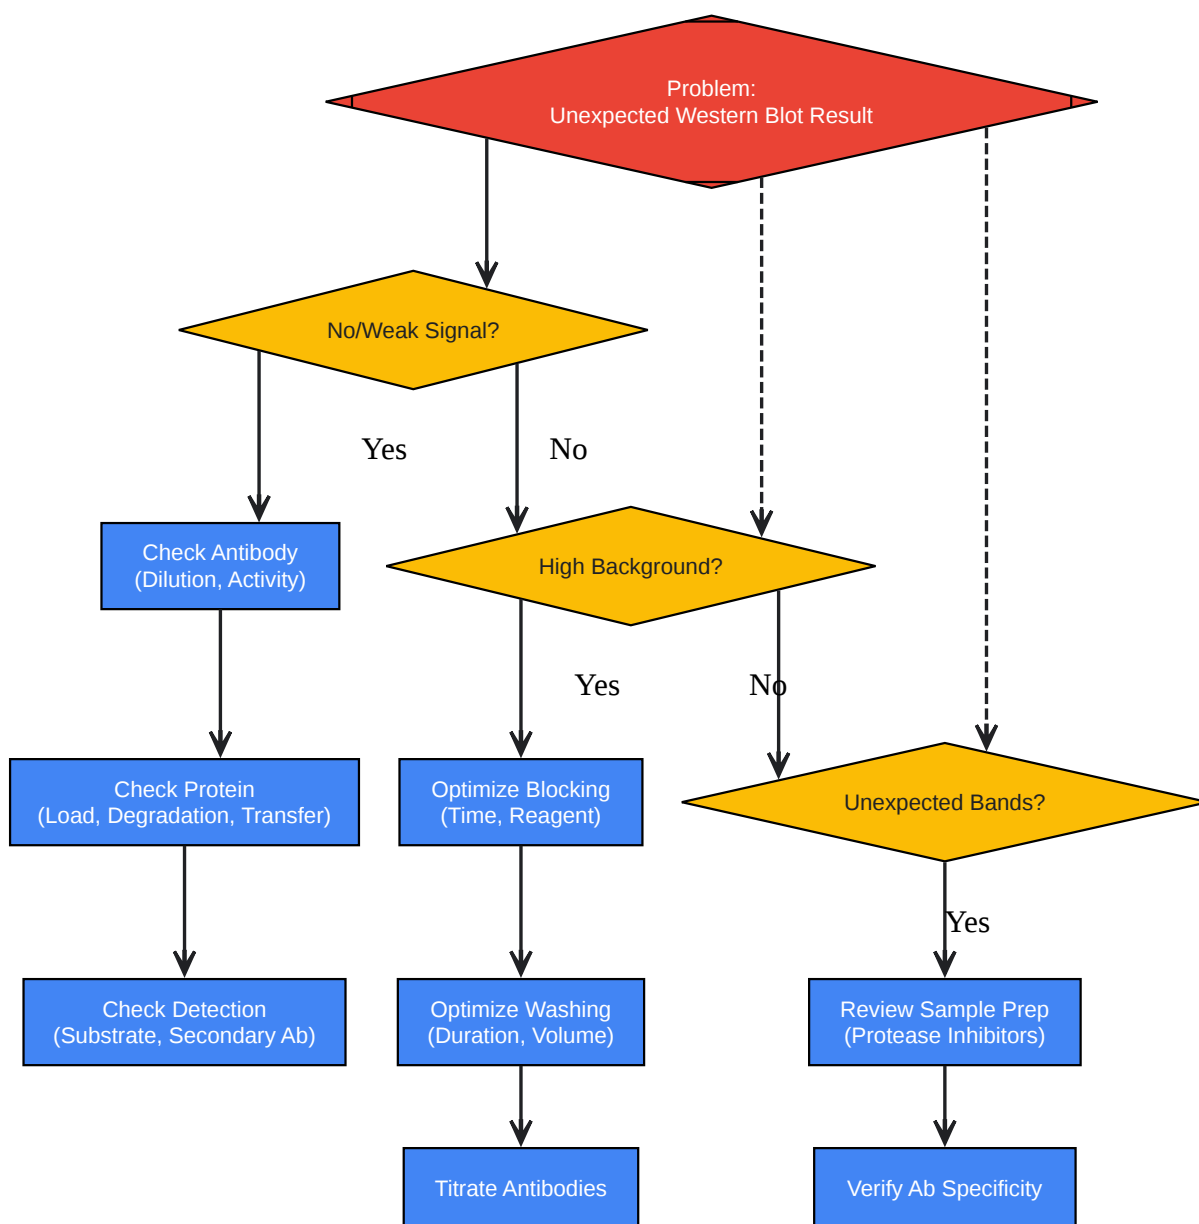 Problem:
Unexpected Western Blot Result
No/Weak Signal?
Yes
No
Check Antibody
(Dilution, Activity)
High Background?
Yes
No
Check Protein
(Load, Degradation, Transfer)
Optimize Blocking
(Time, Reagent)
Unexpected Bands?
Yes
Check Detection
(Substrate, Secondary Ab)
Optimize Washing
(Duration, Volume)
Review Sample Prep
(Protease Inhibitors)
Titrate Antibodies
Verify Ab Specificity